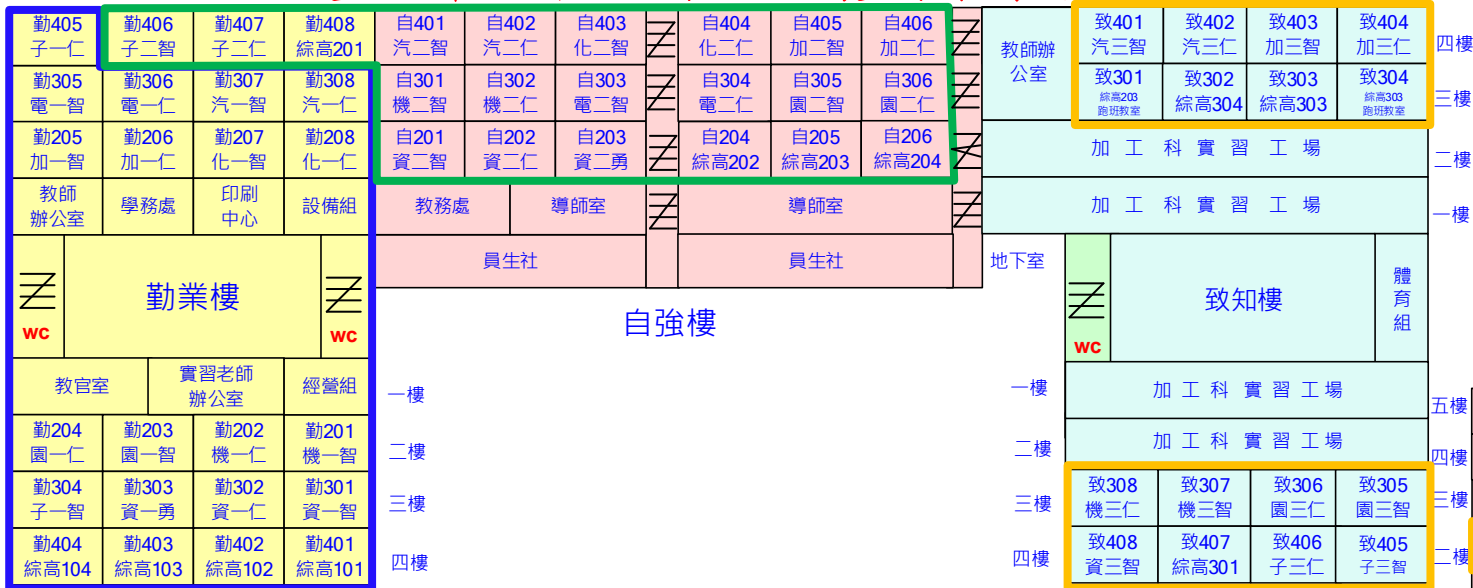 勤405 勤406 勤407 勤408 自401 自402 自403 自404 自405 自406 致401 致402 致403 致404
子一仁 子二智 子二仁 綜高201 汽二智 汽二仁 化二智 化二仁 加二智 加二仁 教師辦 汽三智 汽三仁 加三智 加三仁 四樓
公室
勤305 勤306 勤307 勤308 自301 自302 自303 自304 自305 自306 致301 致302 致303 致304
電一智 電一仁 汽一智 汽一仁 機二智 機二仁 電二智 電二仁 園二智 園二仁 綜高203 綜高304 綜高303 綜高303 三樓
跑班教室 跑班教室
勤205 勤206 勤207 勤208 自201 自202 自203 自204 自205 自206 加工科實習工場
加一智 加一仁 化一智 化一仁 資二智 資二仁 資二勇 綜高202 綜高203 綜高204 二樓
教師 學務處 印刷 設備組 教務處 導師室 導師室 加工科實習工場 一樓
辦公室 中心
員生社 員生社 地下室
勤業樓 致知樓 體育組
自強樓
WC WC WC
教官室 實習老師 經營組 一樓 一樓 加工科實習工場 五樓
辦公室
勤204 勤203 勤202 勤201 二樓 二樓 加工科實習工場 四樓
園一仁 園一智 機一仁 機一智
勤304 勤303 勤302 勤301 三樓 三樓 致308 致307 致306 致305 三樓
子一智 資一勇 資一仁 資一智 機三仁 機三智 園三仁 園三智
勤404 勤403 勤402 勤401 四樓 四樓 致408 致407 致406 致405 二樓
綜高104 綜高103 綜高102 綜高101 資三智 綜高301 子三仁 子三智